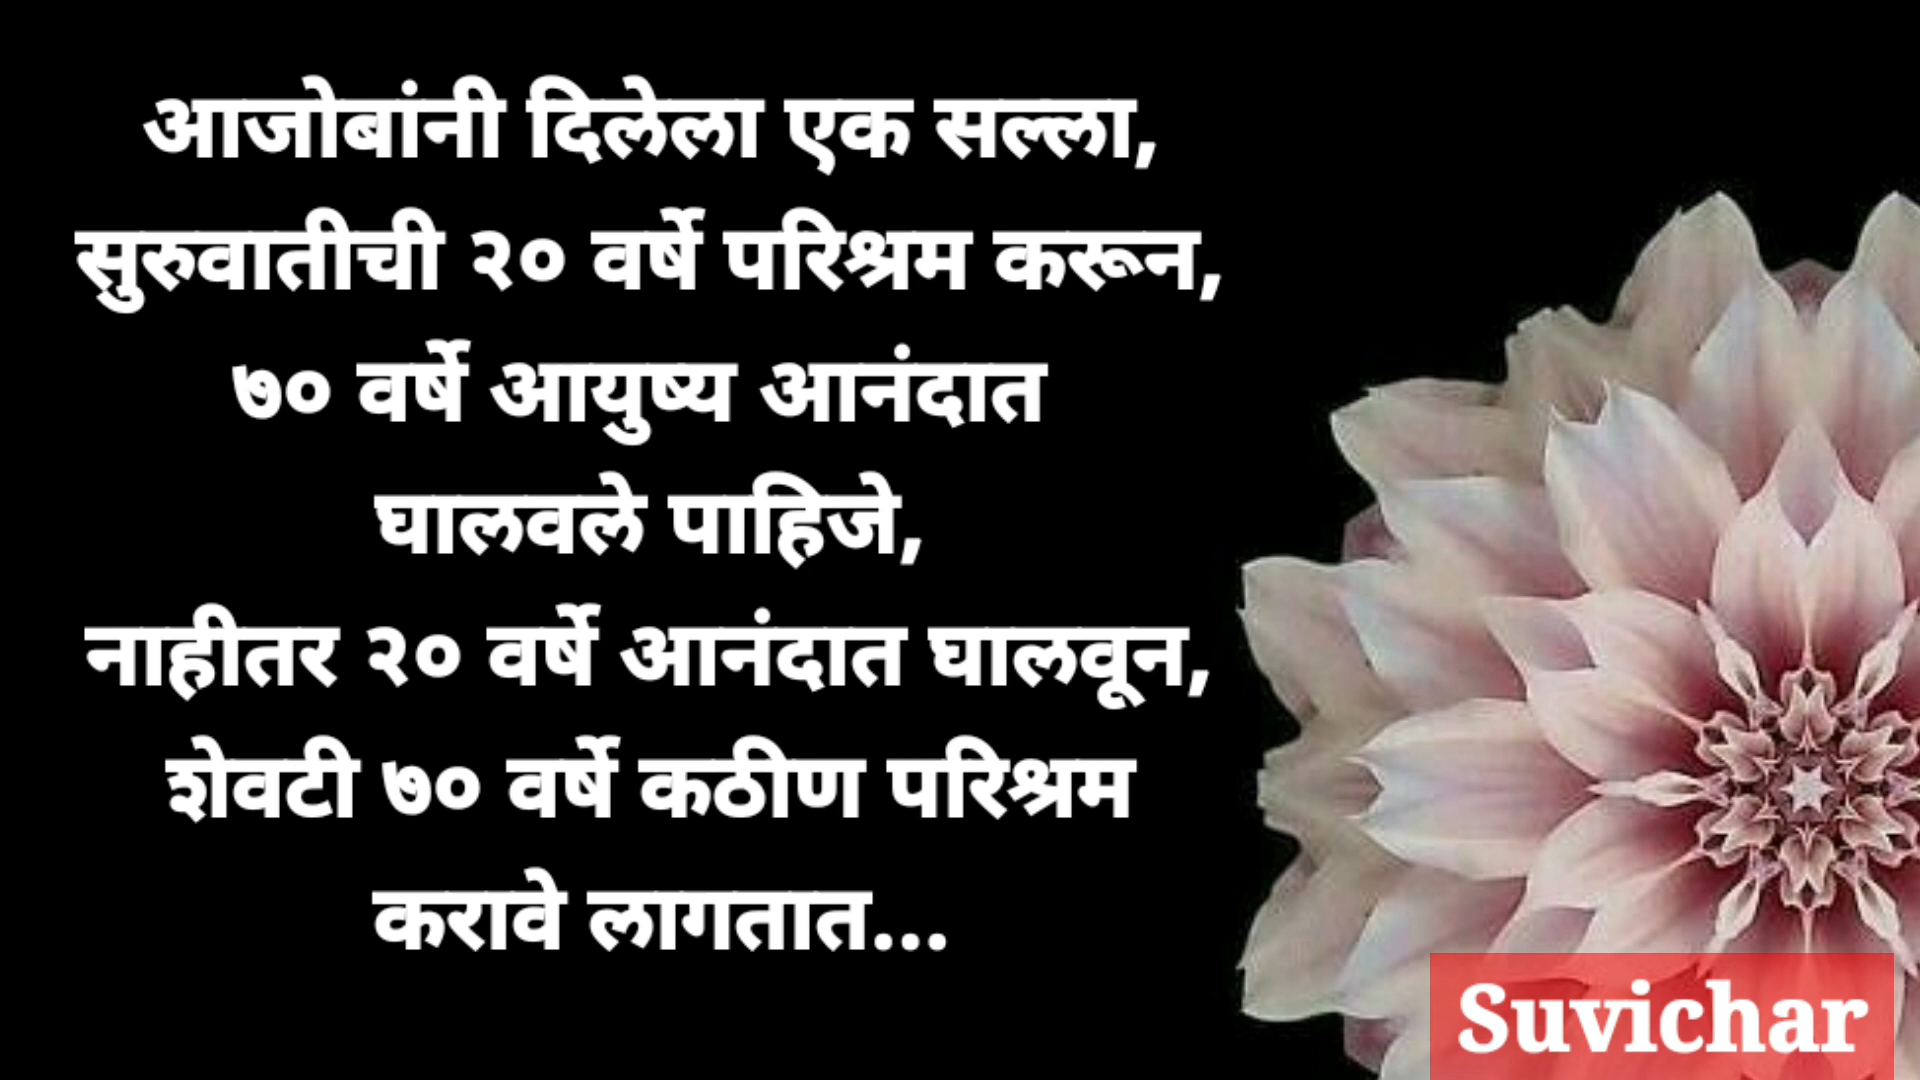 आजोबांनी दिलेला एक सल्ला,
सुरुवातीची २० वर्षे परिश्रम करून,
७० वर्षे आयुष्य आनंदात
घालवले पाहिजे,
नाहीतर २० वर्षे आनंदात घालवून,
शेवटी ७० वर्षे कठीण परिश्रम
करावे लागतात...
Suvichar